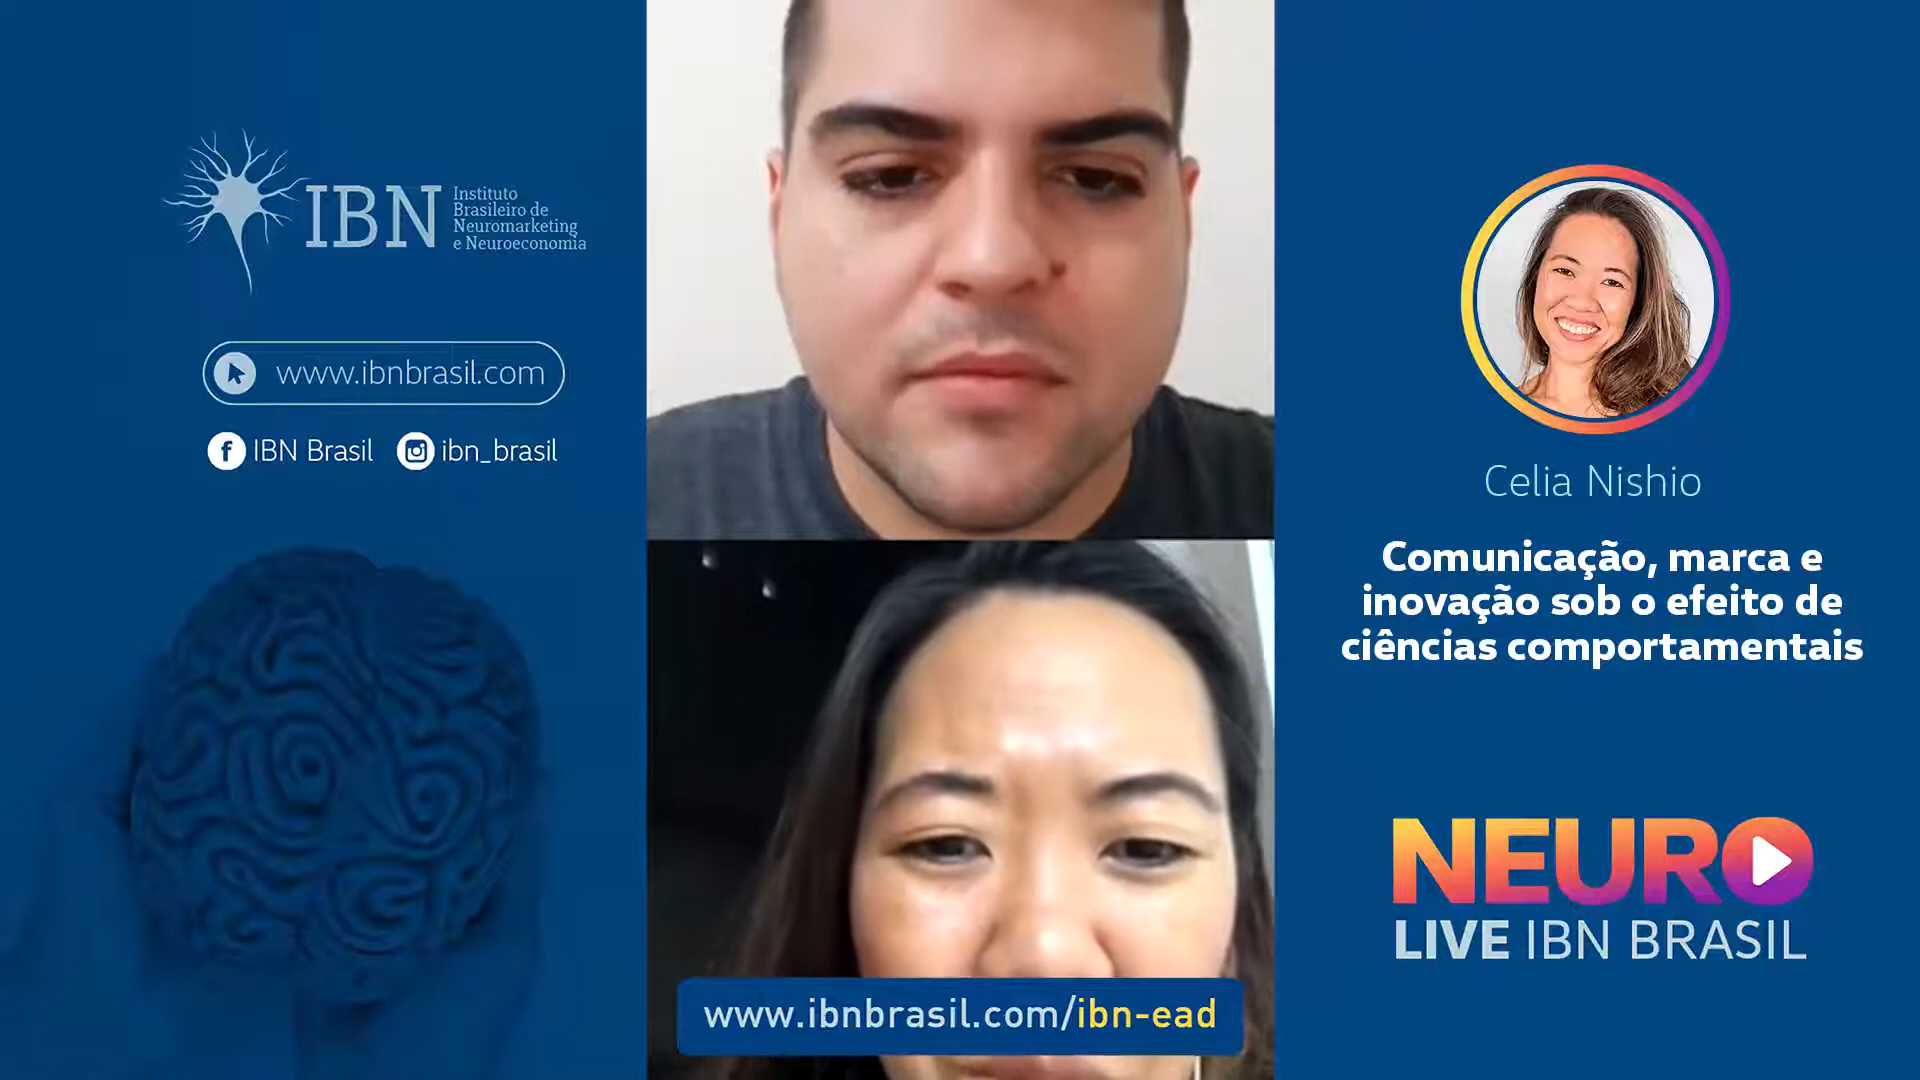 IBN
Instituto
Brasileiro de
Neuromarketing
e Neuroeconomia
www.ibnbrasil.com
IBN Brasil
ibn_brasil
www.ibnbrasil.com/ibn-ead
Celia Nishio
Comunicação, marca e
inovação sob o efeito de
ciências comportamentais
NEURO
LIVE IBN BRASIL